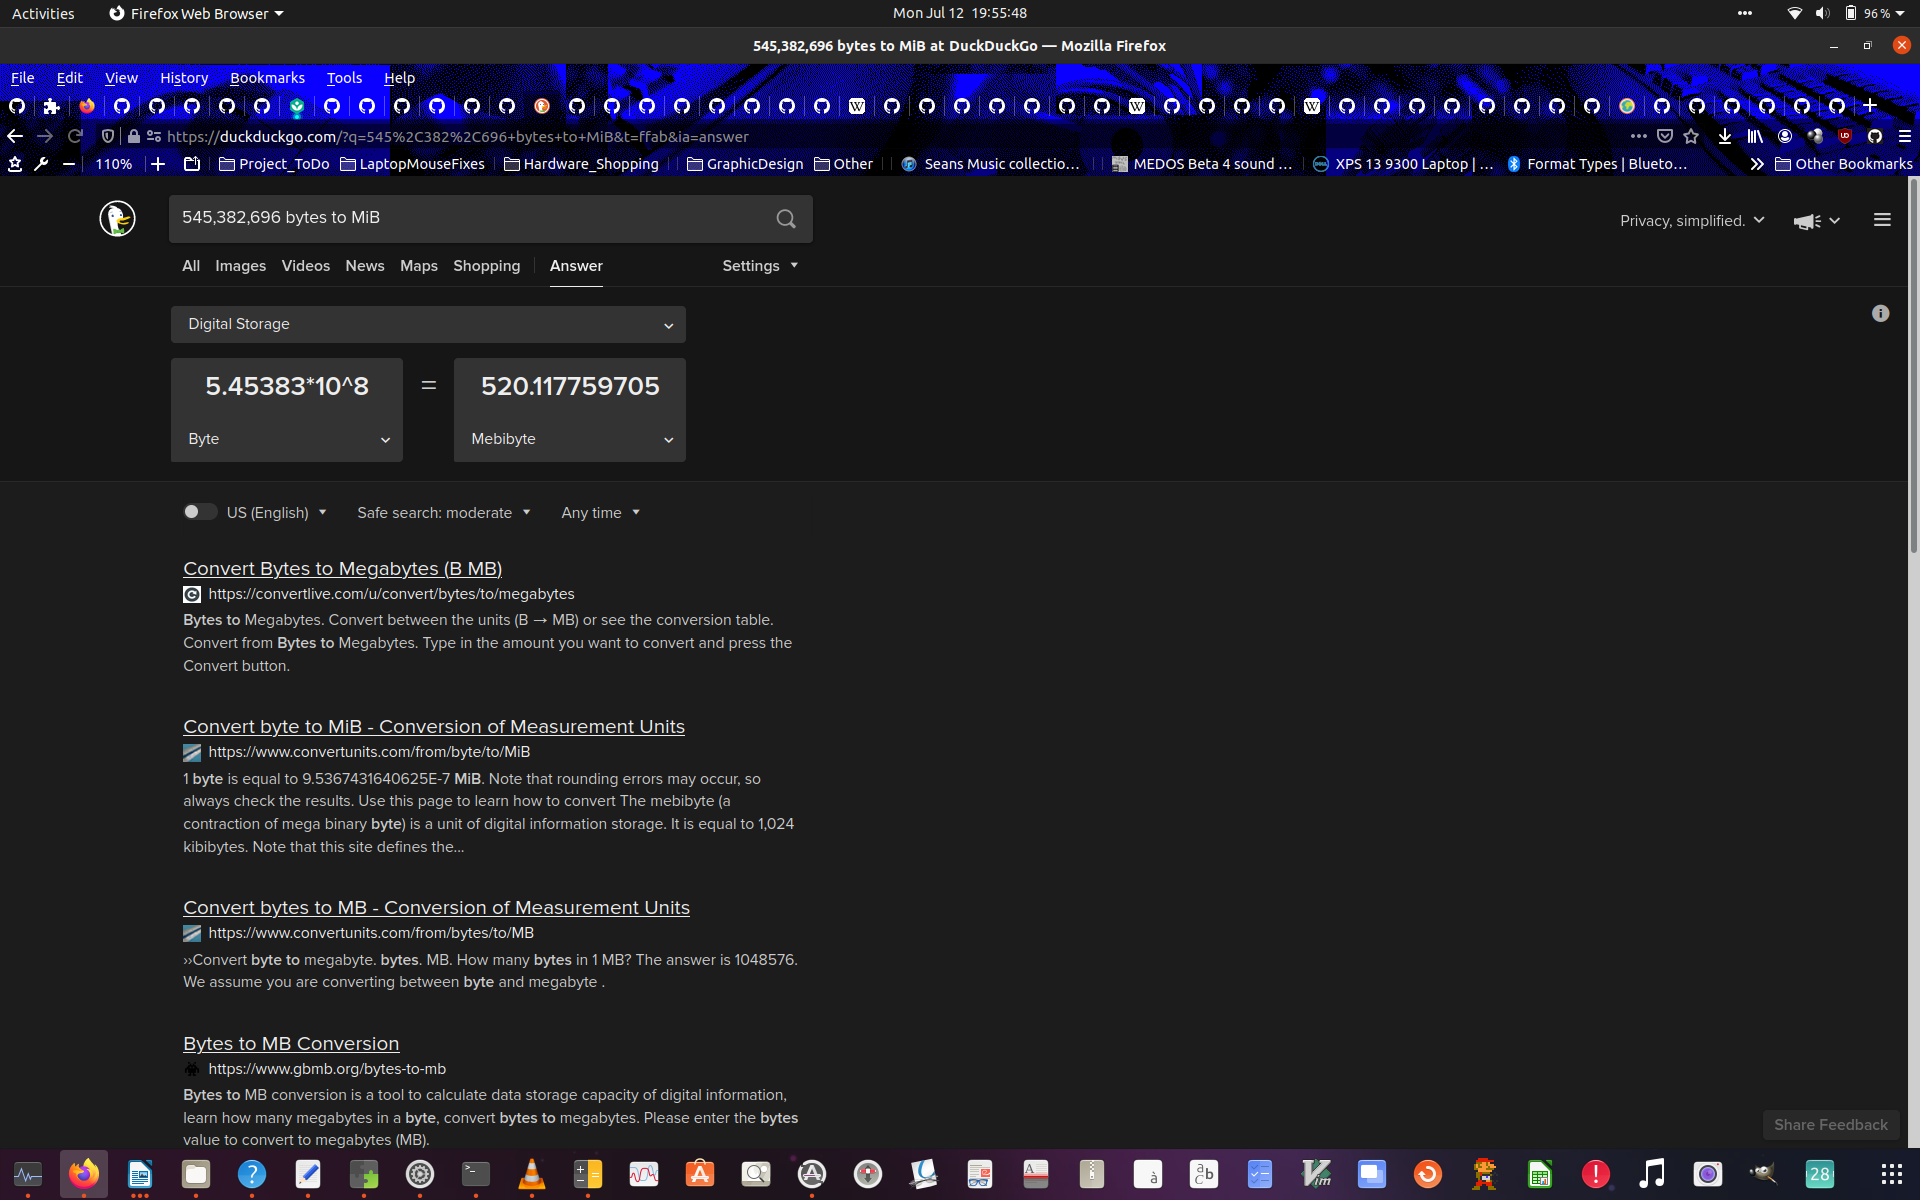 Activities Firefox Web Browser Mon Jul 12 19:55:48 96%
545,382,696 bytes to MiB at DuckDuckGo — Mozilla Firefox
File Edit View History Bookmarks Tools Help
https://duckduckgo.com/?q=545%2C382%2C696+bytes+to+MiB&t=ffab&ia=answer
110% Project_ToDo LaptopMouseFixes Hardware_Shopping GraphicDesign Other Seans Music collectio… MEDOS Beta 4 sound … XPS 13 9300 Laptop | … Format Types | Blueto… Other Bookmarks
545,382,696 bytes to MiB
Privacy, simplified.
All Images Videos News Maps Shopping Answer Settings
Digital Storage
5.45383*10^8 = 520.117759705
Byte Mebibyte
US (English) Safe search: moderate Any time
Convert Bytes to Megabytes (B MB)
https://convertlive.com/u/convert/bytes/to/megabytes
Bytes to Megabytes. Convert between the units (B → MB) or see the conversion table.
Convert from Bytes to Megabytes. Type in the amount you want to convert and press the
Convert button.
Convert byte to MiB - Conversion of Measurement Units
https://www.convertunits.com/from/byte/to/MiB
1 byte is equal to 9.5367431640625E-7 MiB. Note that rounding errors may occur, so
always check the results. Use this page to learn how to convert The mebibyte (a
contraction of mega binary byte) is a unit of digital information storage. It is equal to 1,024
kibibytes. Note that this site defines the...
Convert bytes to MB - Conversion of Measurement Units
https://www.convertunits.com/from/bytes/to/MB
››Convert byte to megabyte. bytes. MB. How many bytes in 1 MB? The answer is 1048576.
We assume you are converting between byte and megabyte .
Bytes to MB Conversion
https://www.gbmb.org/bytes-to-mb
Bytes to MB conversion is a tool to calculate data storage capacity of digital information,
learn how many megabytes in a byte, convert bytes to megabytes. Please enter the bytes
value to convert to megabytes (MB).
Share Feedback
28